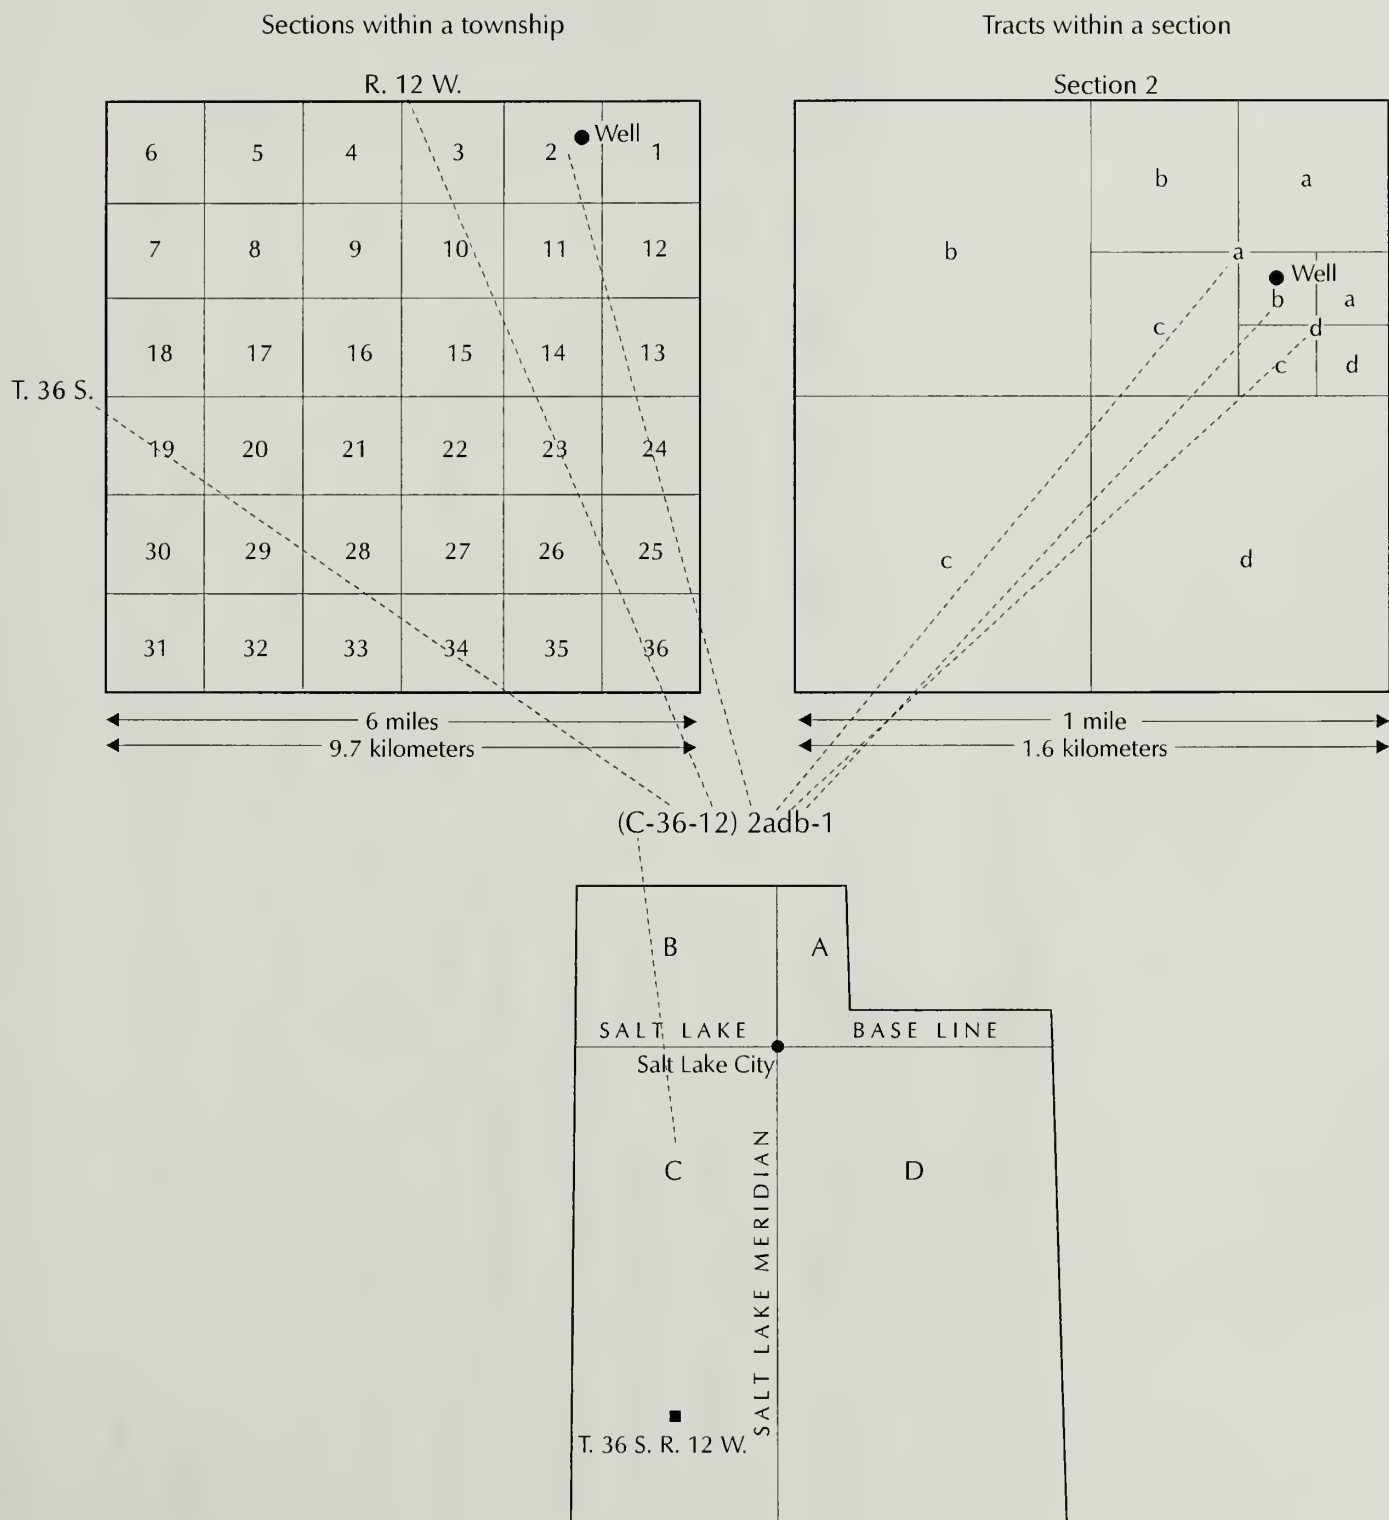 Sections within a township
Tracts within a section
R. 12 W.
Section 2
6 5 4 3 2 Well 1
7 8 9 10 11 12
18 17 16 15 14 13
T. 36 S.
19 20 21 22 23 24
30 29 28 27 26 25
31 32 33 34 35 36
b a
b a
Well
b a
c d
c d
c d
6 miles
9.7 kilometers
1 mile
1.6 kilometers
(C-36-12) 2adb-1
B A
SALT LAKE BASE LINE
Salt Lake City
SALT LAKE MERIDIAN
C D
T. 36 S. R. 12 W.